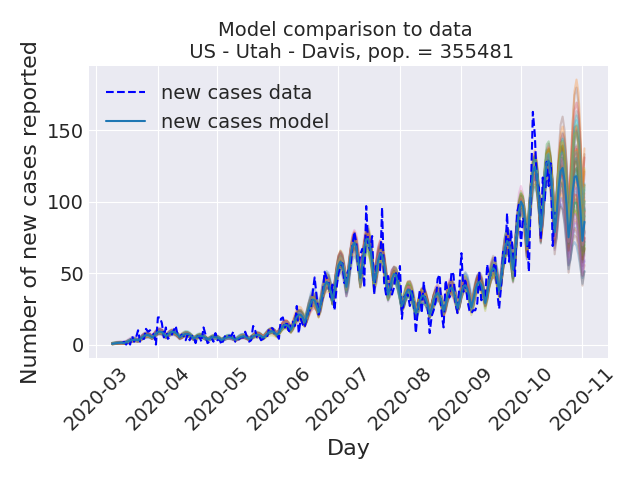 Model comparison to data
US - Utah - Davis, pop. = 355481
Number of new cases reported
new cases data
new cases model
150
100
50
0
2020-03
2020-04
2020-05
2020-06
2020-07
2020-08
2020-09
2020-10
2020-11
Day